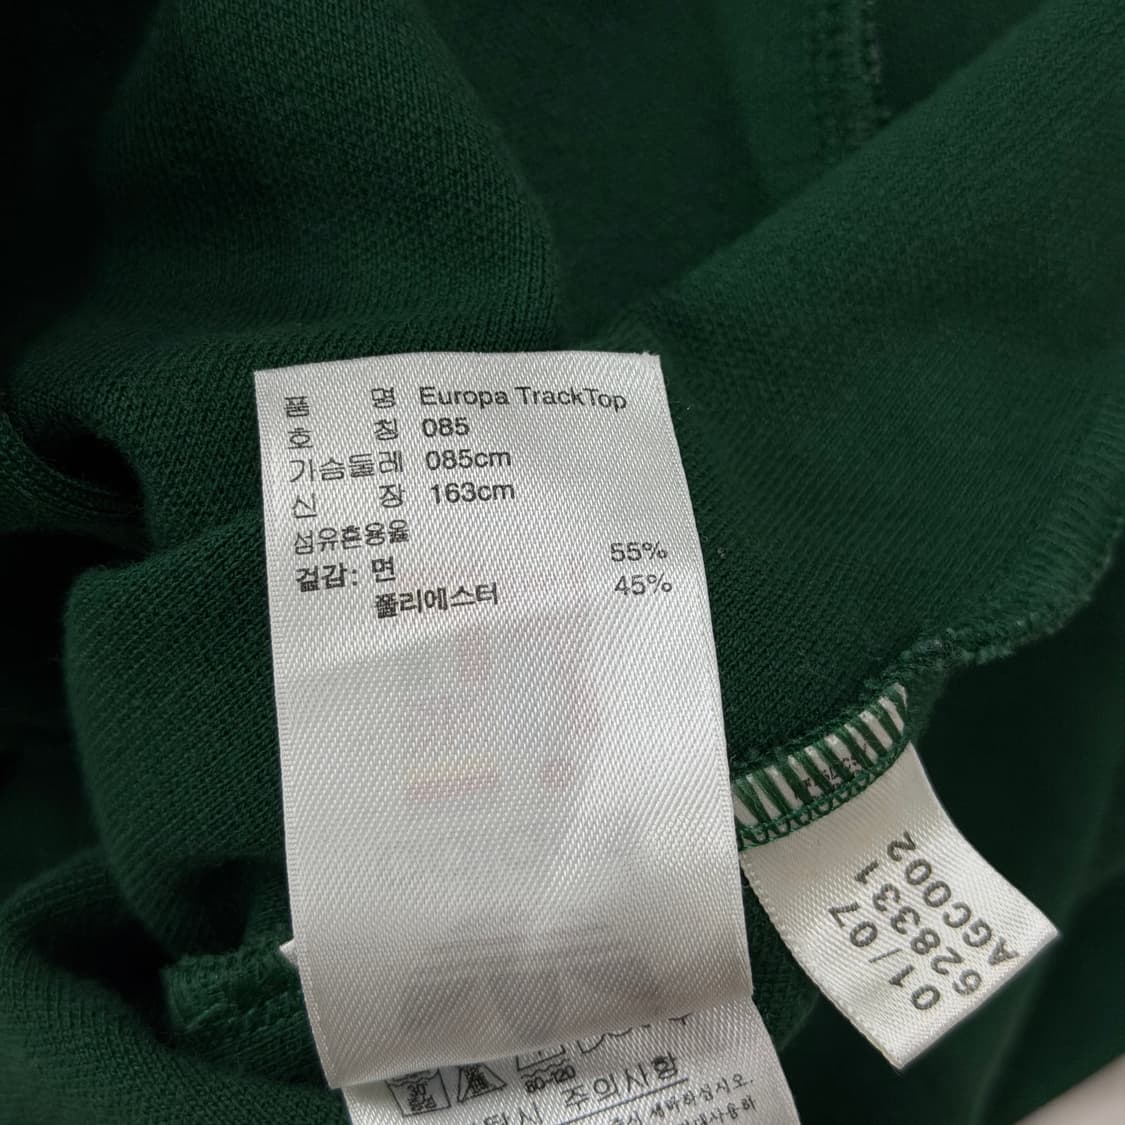 품 명 Europa TrackTop
호 칭 085
가슴둘레 085cm
신 장 163cm
섬유혼용율
겉감: 면 55%
폴리에스터 45%
01/07
628331
AGC002
80-120
주의사항